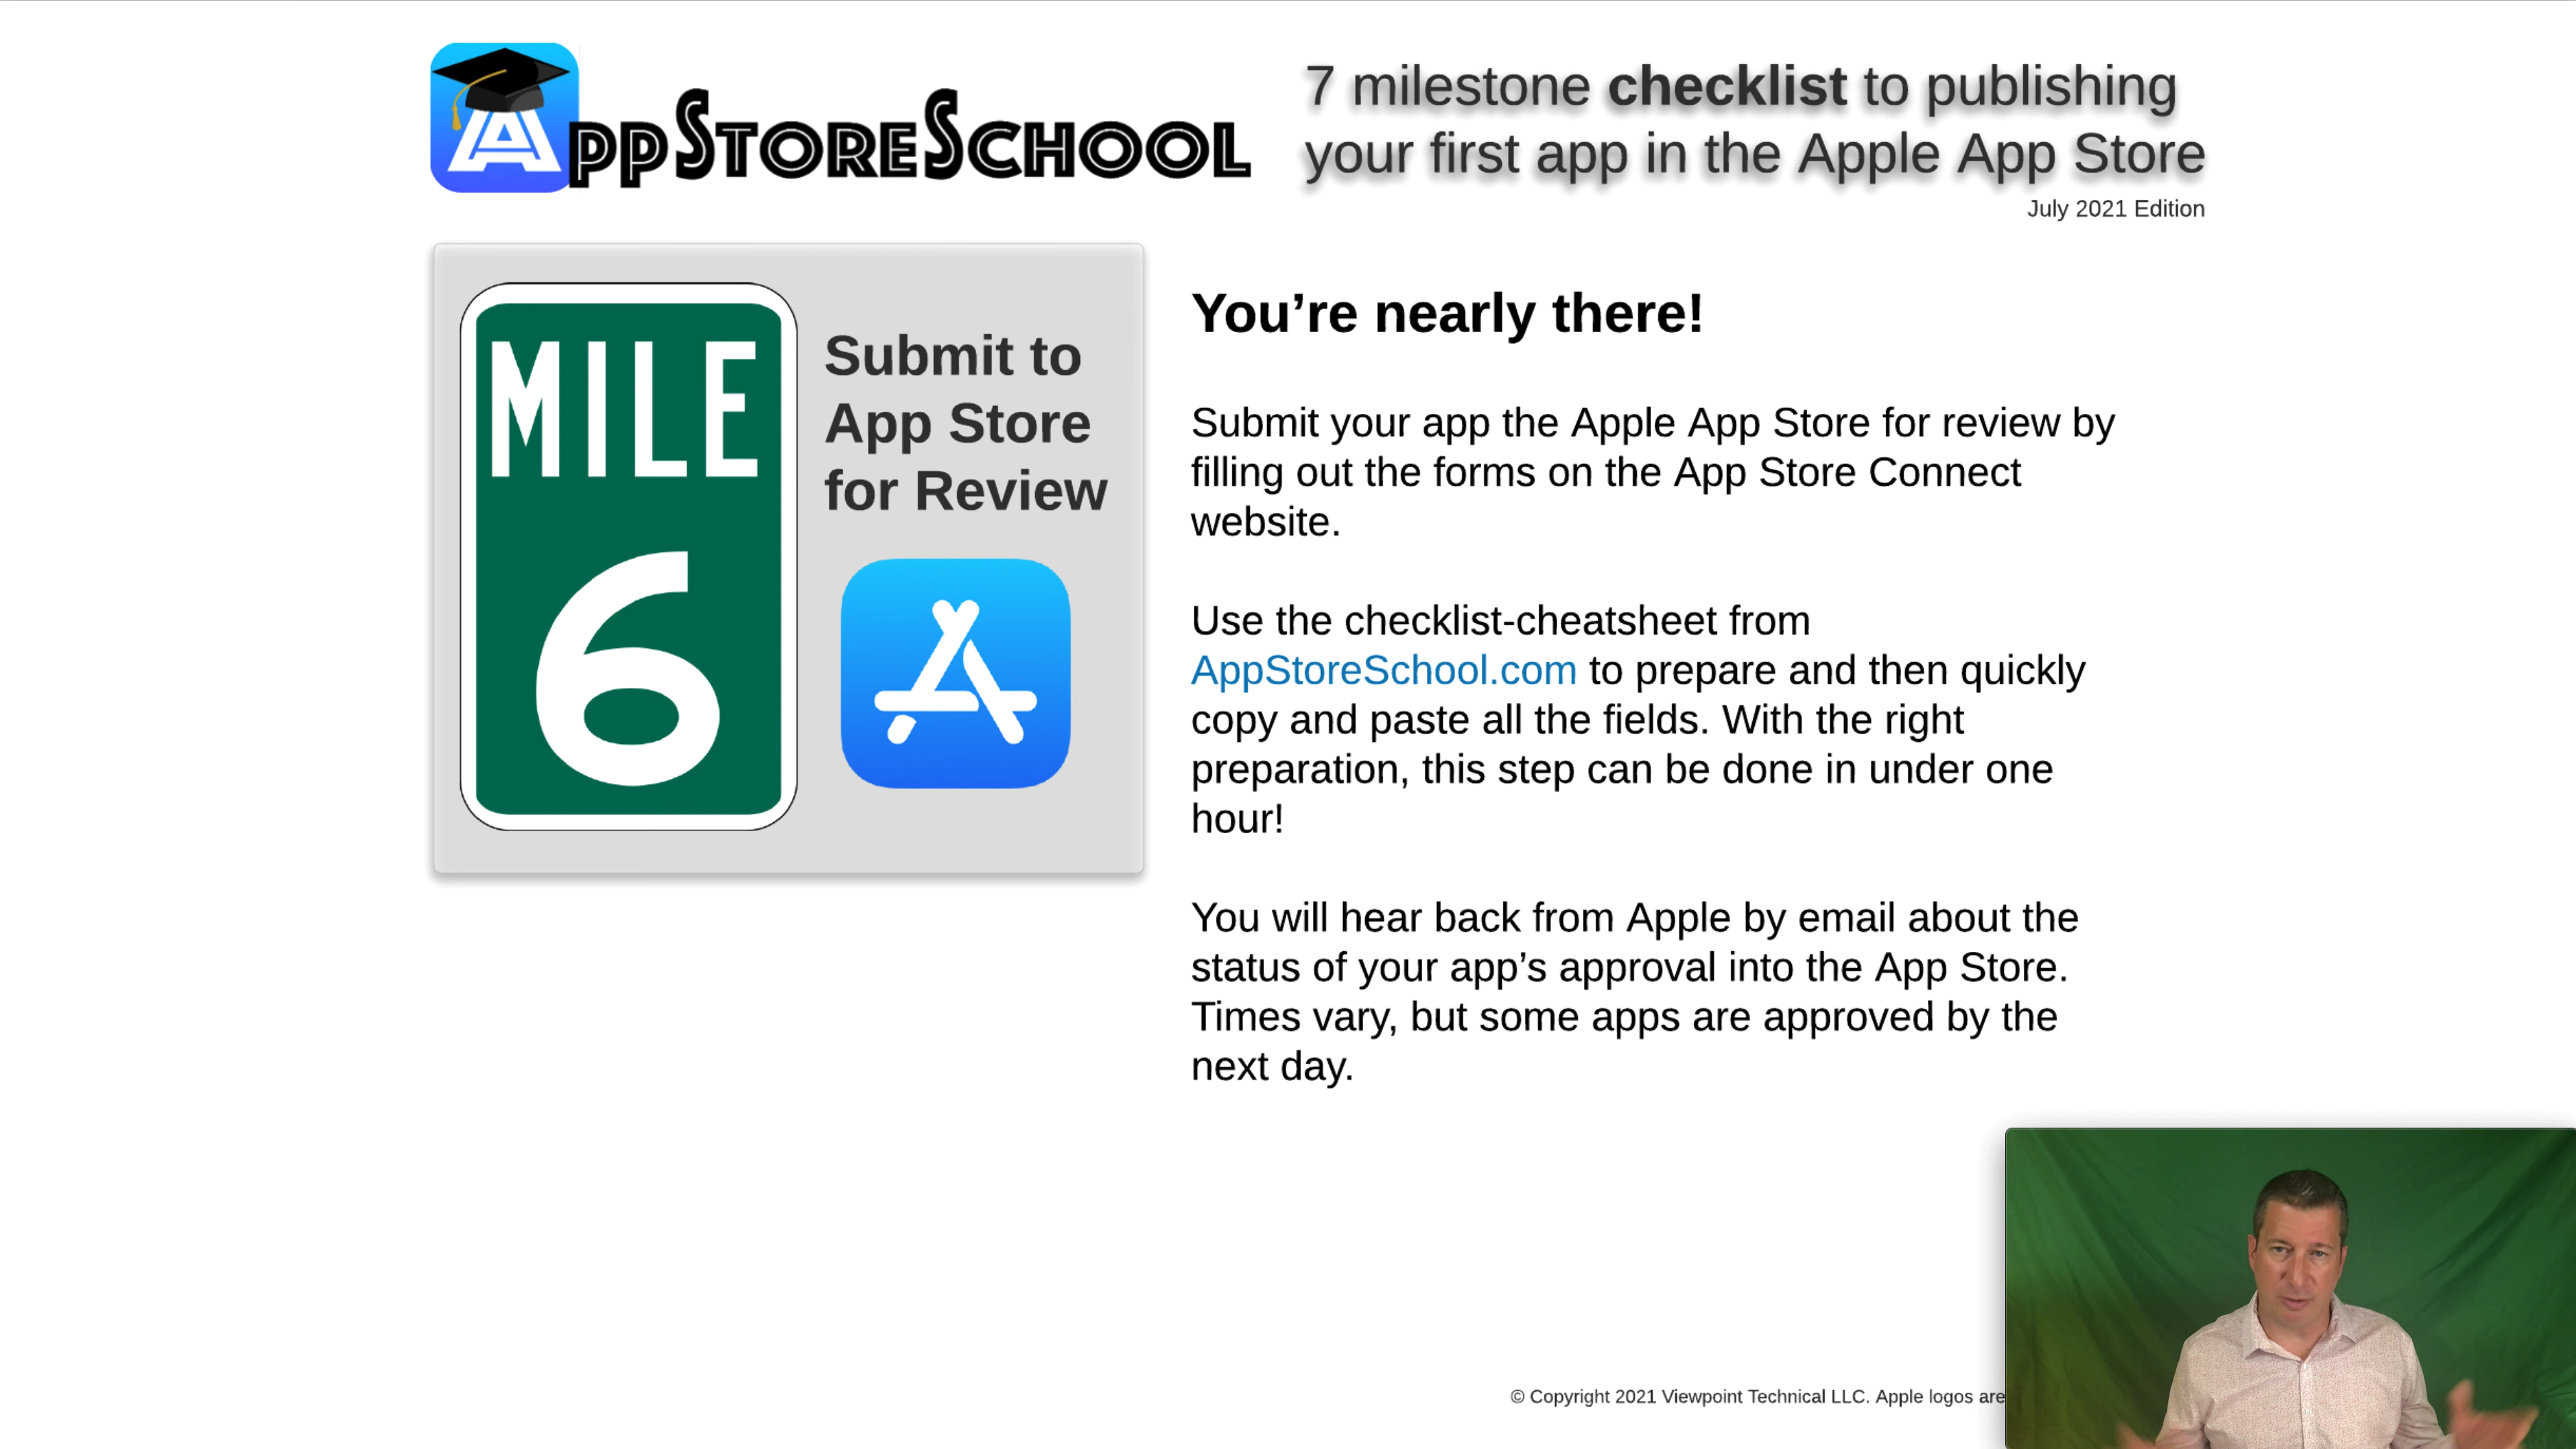 AppStoreSchool
7 milestone checklist to publishing
your first app in the Apple App Store
July 2021 Edition
MILE
6
Submit to
App Store
for Review
You’re nearly there!
Submit your app the Apple App Store for review by
filling out the forms on the App Store Connect
website.
Use the checklist-cheatsheet from
AppStoreSchool.com to prepare and then quickly
copy and paste all the fields. With the right
preparation, this step can be done in under one
hour!
You will hear back from Apple by email about the
status of your app’s approval into the App Store.
Times vary, but some apps are approved by the
next day.
© Copyright 2021 Viewpoint Technical LLC. Apple logos are